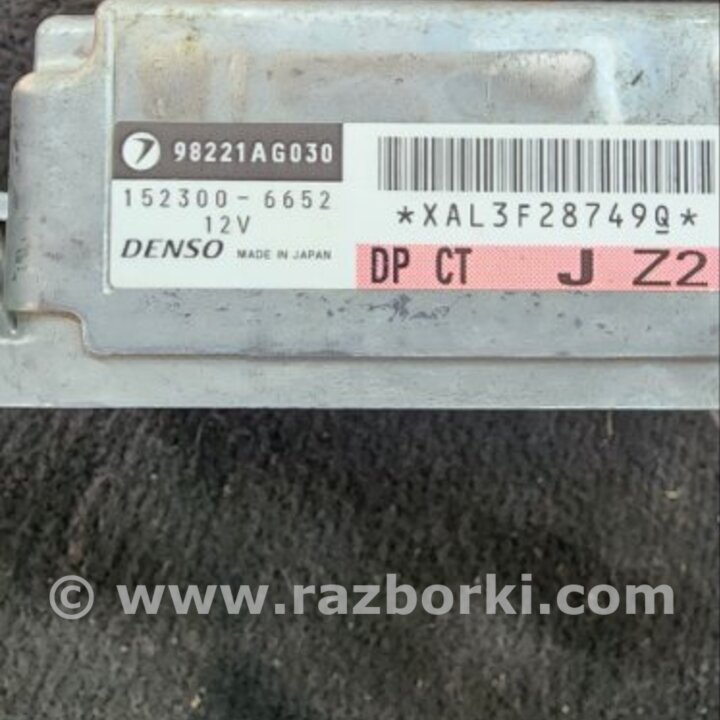 98221AG030
152300-6652
12V
DENSO MADE IN JAPAN
*XAL3F28749Q*
DP CT J Z2
© www.razborki.com